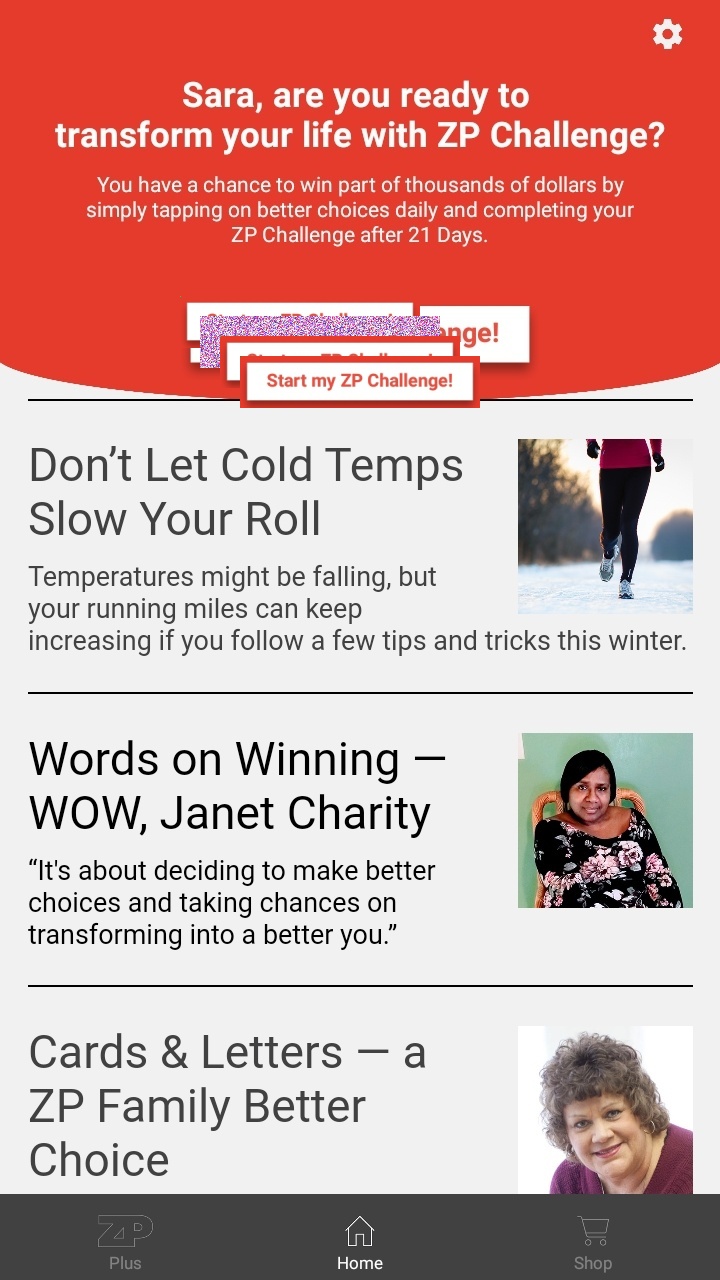 Sara, are you ready to
transform your life with ZP Challenge?
You have a chance to win part of thousands of dollars by
simply tapping on better choices daily and completing your
ZP Challenge after 21 Days.
Start my ZP Challenge!
Don’t Let Cold Temps
Slow Your Roll
Temperatures might be falling, but
your running miles can keep
increasing if you follow a few tips and tricks this winter.
Words on Winning —
WOW, Janet Charity
“It's about deciding to make better
choices and taking chances on
transforming into a better you.”
Cards & Letters — a
ZP Family Better
Choice
ZP
Plus
Home
Shop